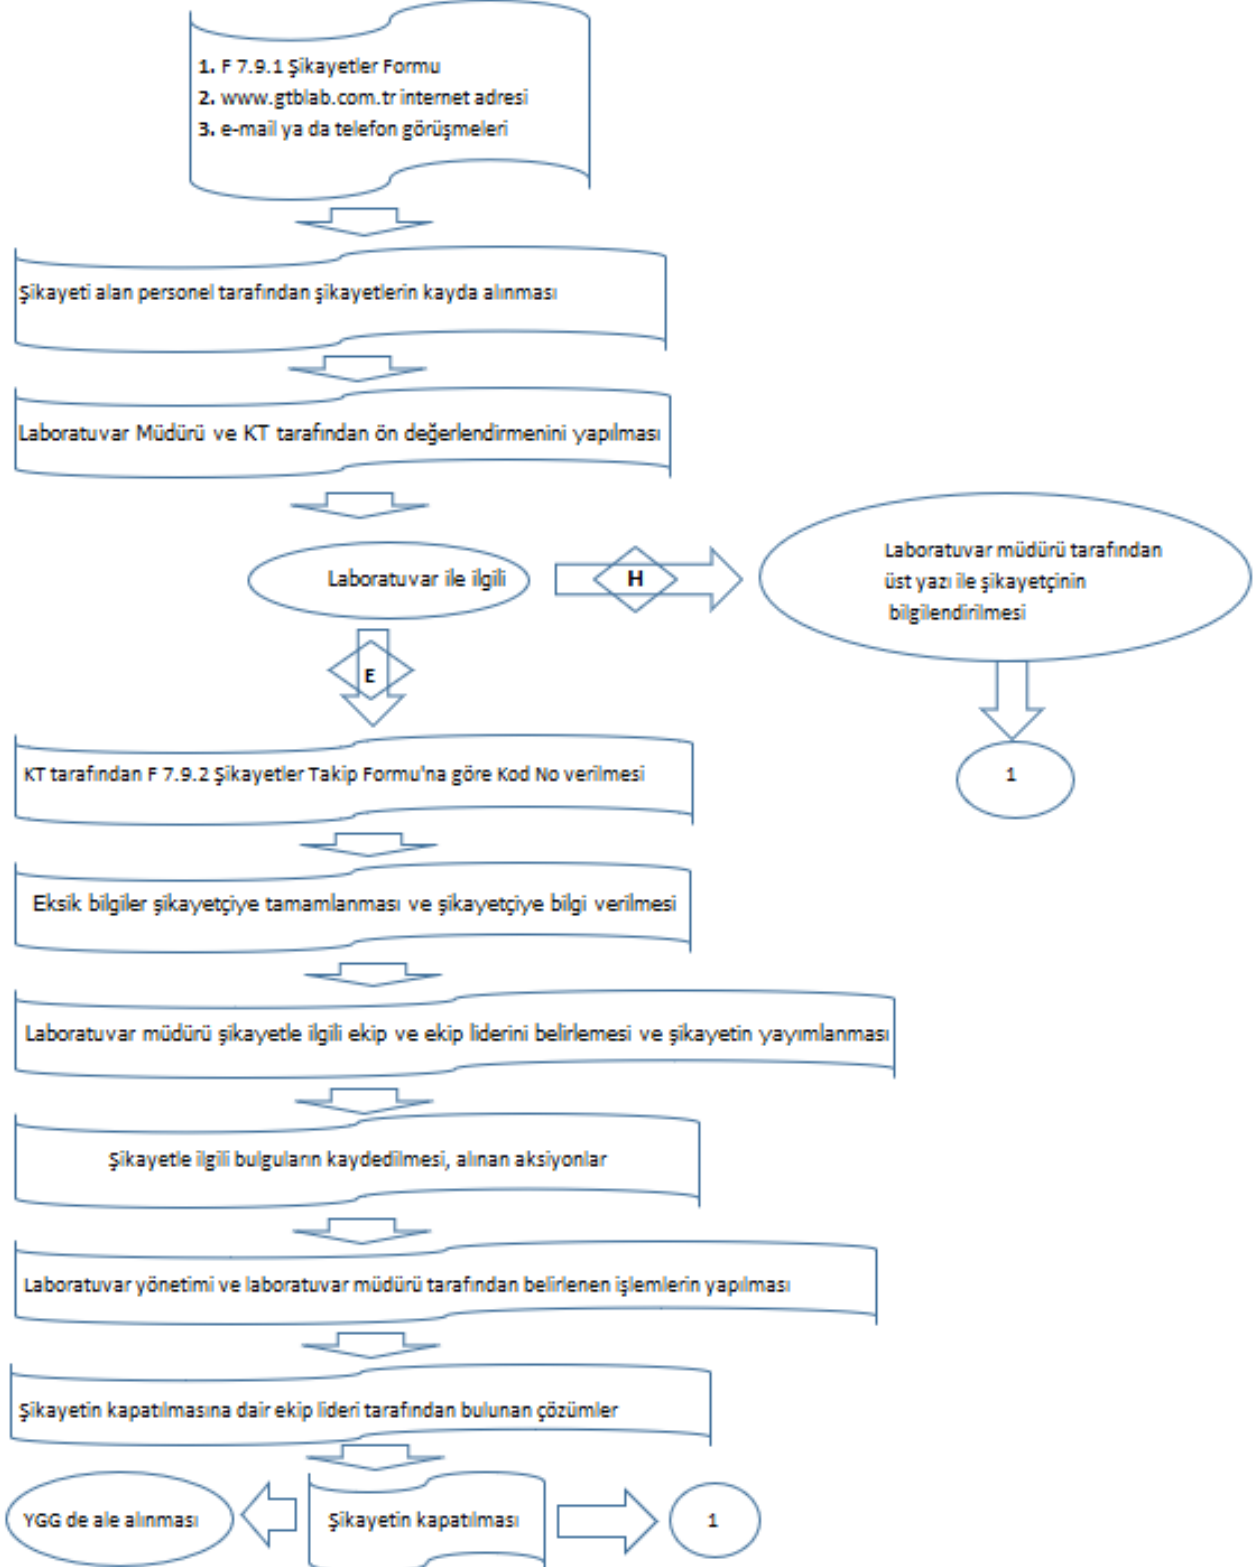 1. F 7.9.1 Şikayetler Formu
2. www.gtblab.com.tr internet adresi
3. e-mail ya da telefon görüşmeleri
Şikayeti alan personel tarafından şikayetlerin kayda alınması
Laboratuvar Müdürü ve KT tarafından ön değerlendirmenini yapılması
Laboratuvar ile ilgili
H
Laboratuvar müdürü tarafından
üst yazı ile şikayetçinin
bilgilendirilmesi
E
1
KT tarafından F 7.9.2 Şikayetler Takip Formu'na göre Kod No verilmesi
Eksik bilgiler şikayetçiye tamamlanması ve şikayetçiye bilgi verilmesi
Laboratuvar müdürü şikayetle ilgili ekip ve ekip liderini belirlemesi ve şikayetin yayımlanması
Şikayetle ilgili bulguların kaydedilmesi, alınan aksiyonlar
Laboratuvar yönetimi ve laboratuvar müdürü tarafından belirlenen işlemlerin yapılması
Şikayetin kapatılmasına dair ekip lideri tarafından bulunan çözümler
YGG de ale alınması
Şikayetin kapatılması
1